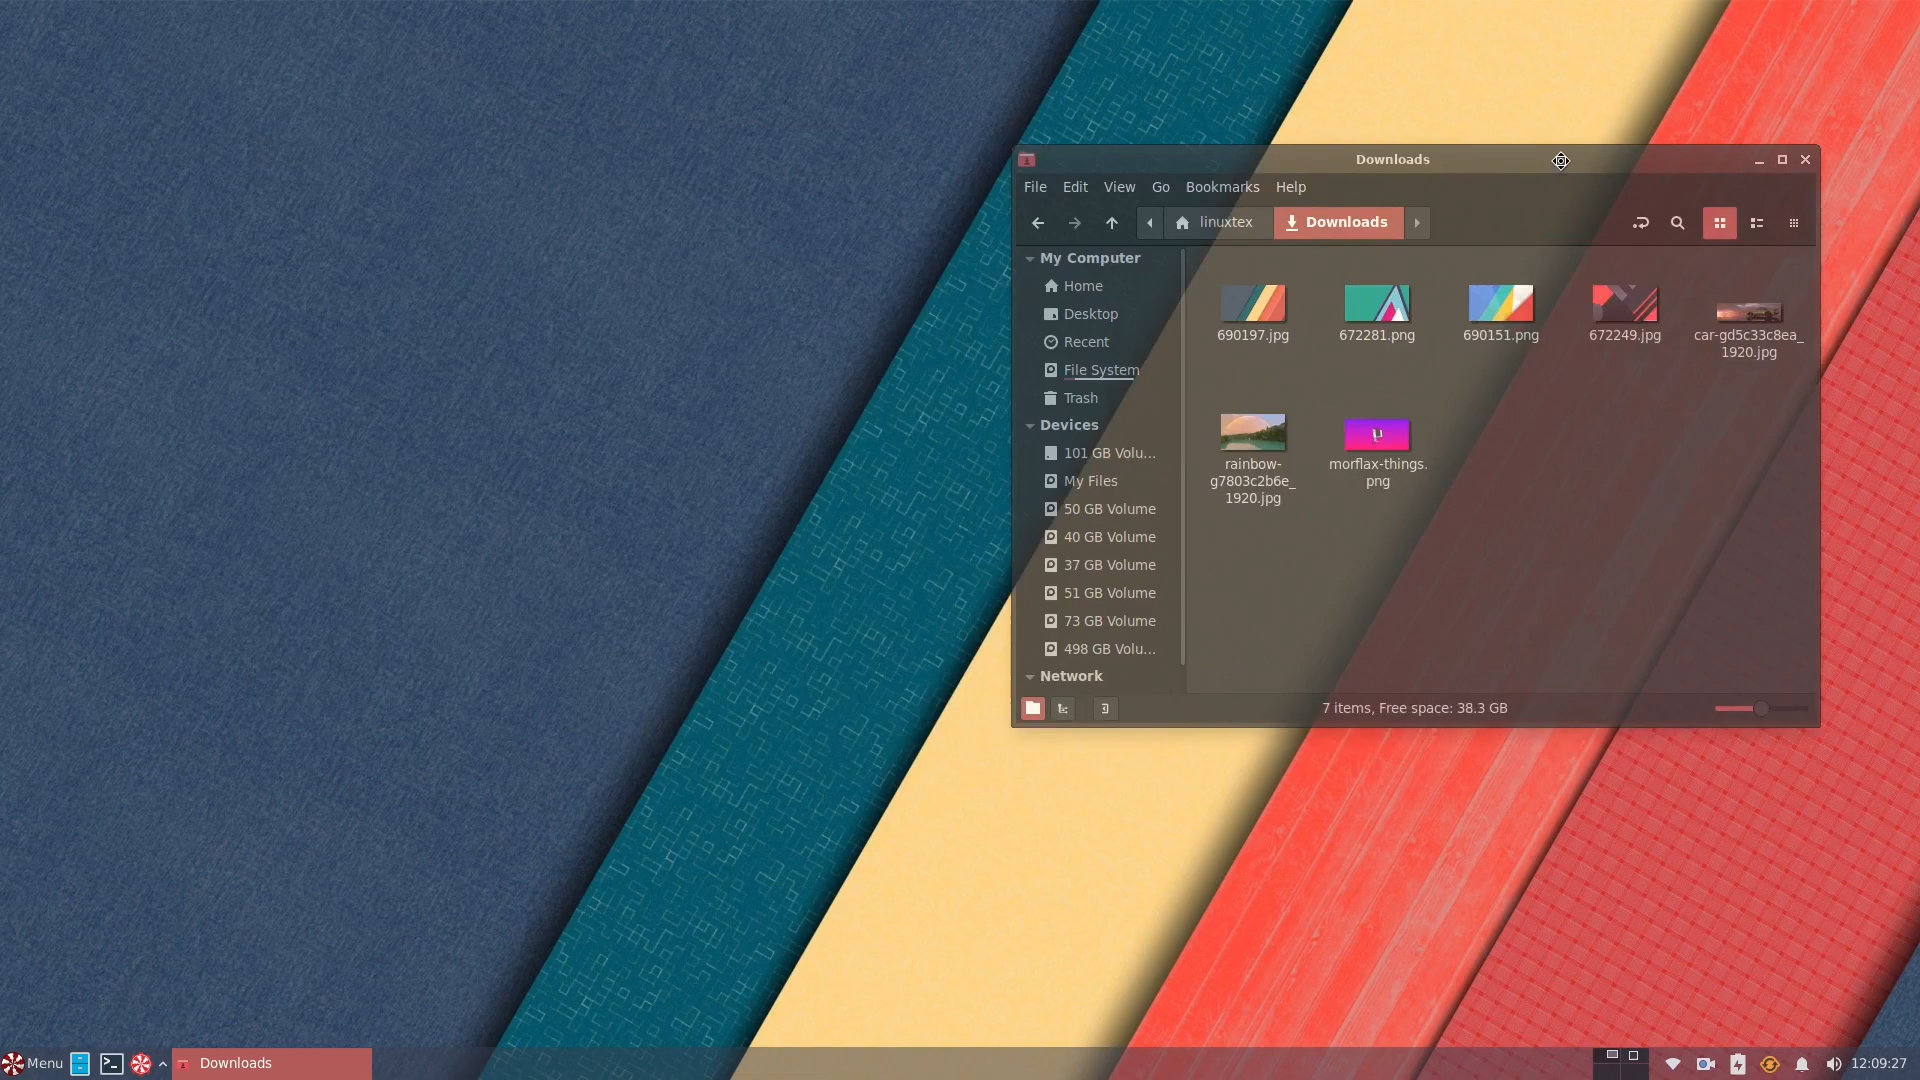 Downloads
File Edit View Go Bookmarks Help
linuxtex Downloads
My Computer
Home
Desktop
Recent
File System
Trash
Devices
101 GB Volu...
My Files
50 GB Volume
40 GB Volume
37 GB Volume
51 GB Volume
73 GB Volume
498 GB Volu...
Network
690197.jpg
672281.png
690151.png
672249.jpg
car-gd5c33c8ea_
1920.jpg
rainbow-
g7803c2b6e_
1920.jpg
morflax-things.
png
7 items, Free space: 38.3 GB
Menu
Downloads
12:09:27